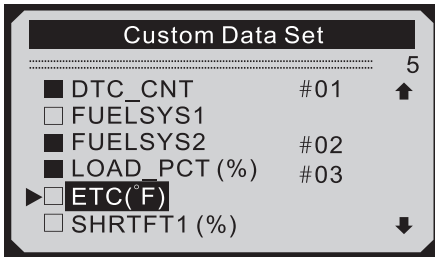 Custom Data Set
5
DTC_CNT #01
FUELSYS1
FUELSYS2 #02
LOAD_PCT (%) #03
ETC(°F)
SHRTFT1 (%)